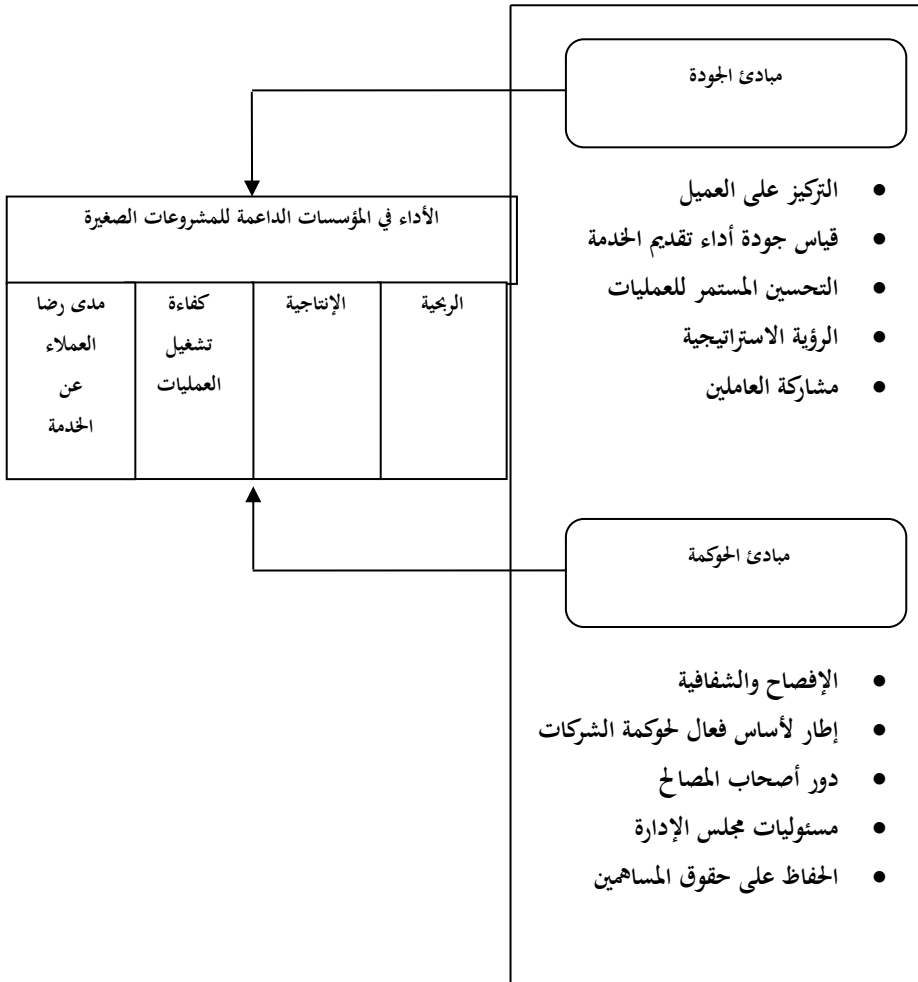 مبادئ الجودة
• التركيز على العميل
• قياس جودة أداء تقديم الخدمة
• التحسين المستمر للعمليات
• الرؤية الاستراتيجية
• مشاركة العاملين
الأداء في المؤسسات الداعمة للمشروعات الصغيرة
الربحية
الإنتاجية
كفاءة
تشغيل
العمليات
مدى رضا
العملاء
عن
الخدمة
مبادئ الحوكمة
• الإفصاح والشفافية
• إطار لأساس فعال لحوكمة الشركات
• دور أصحاب المصالح
• مسئوليات مجلس الإدارة
• الحفاظ على حقوق المساهمين